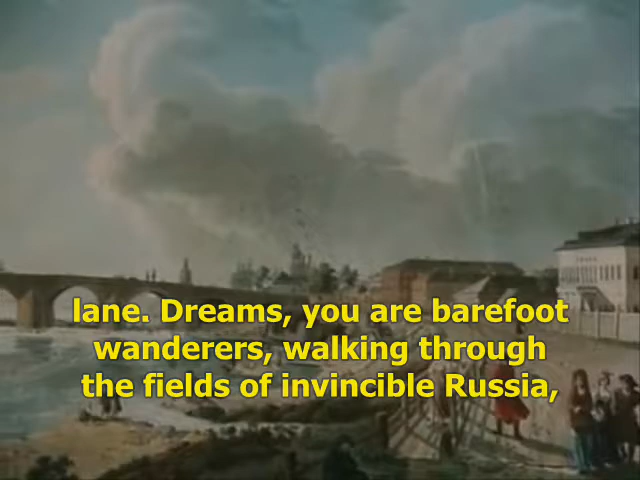 lane. Dreams, you are barefoot
wanderers, walking through
the fields of invincible Russia,